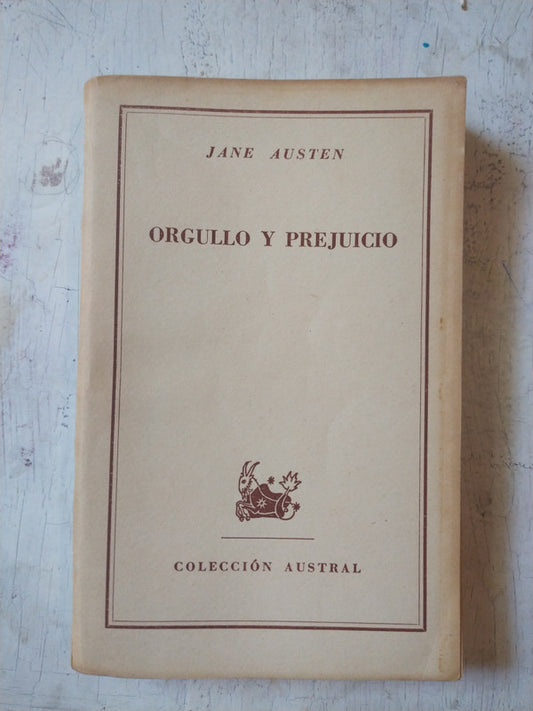 JANE AUSTEN
ORGULLO Y PREJUICIO
COLECCIÓN AUSTRAL